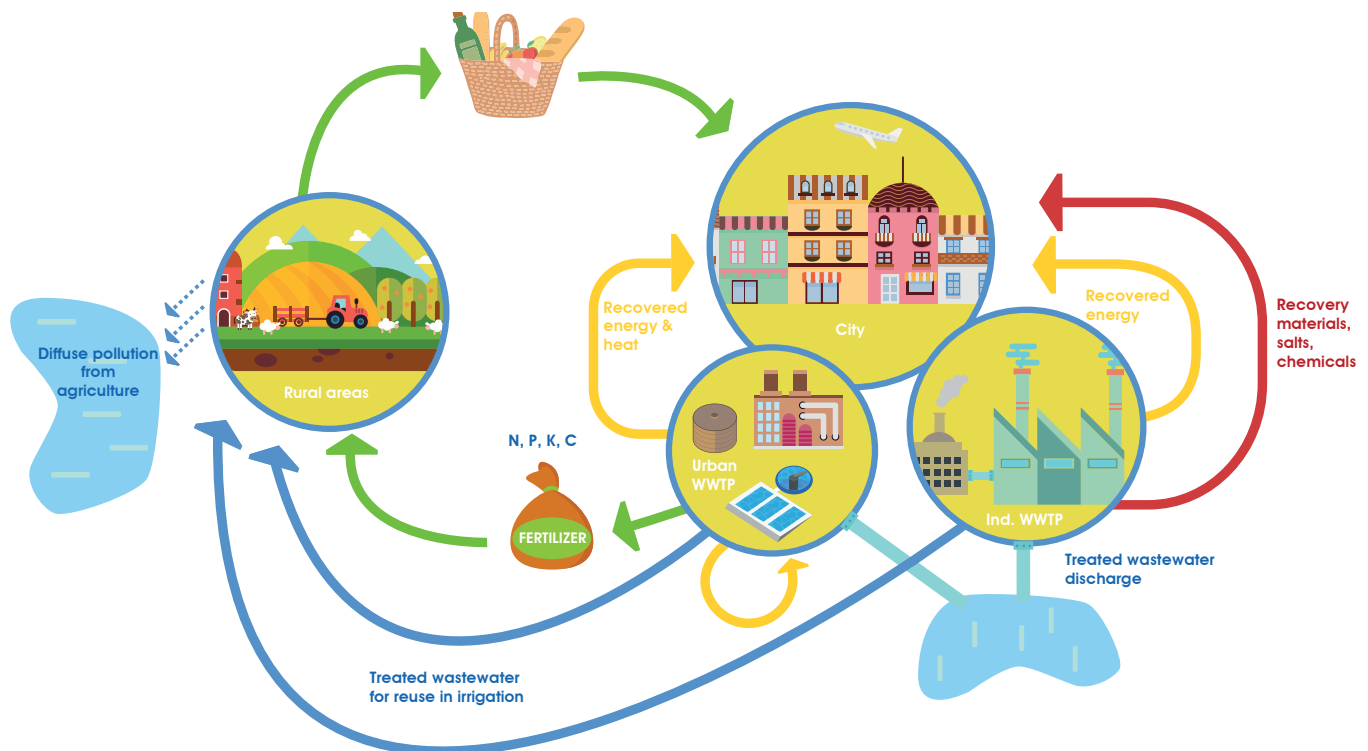 Recovered
energy &
heat
City
Recovered
energy
Recovery
materials,
salts,
chemicals
Diffuse pollution
from
agriculture
Rural areas
N, P, K, C
FERTILIZER
Urban
WWTP
Ind. WWTP
Treated wastewater
discharge
Treated wastewater
for reuse in irrigation